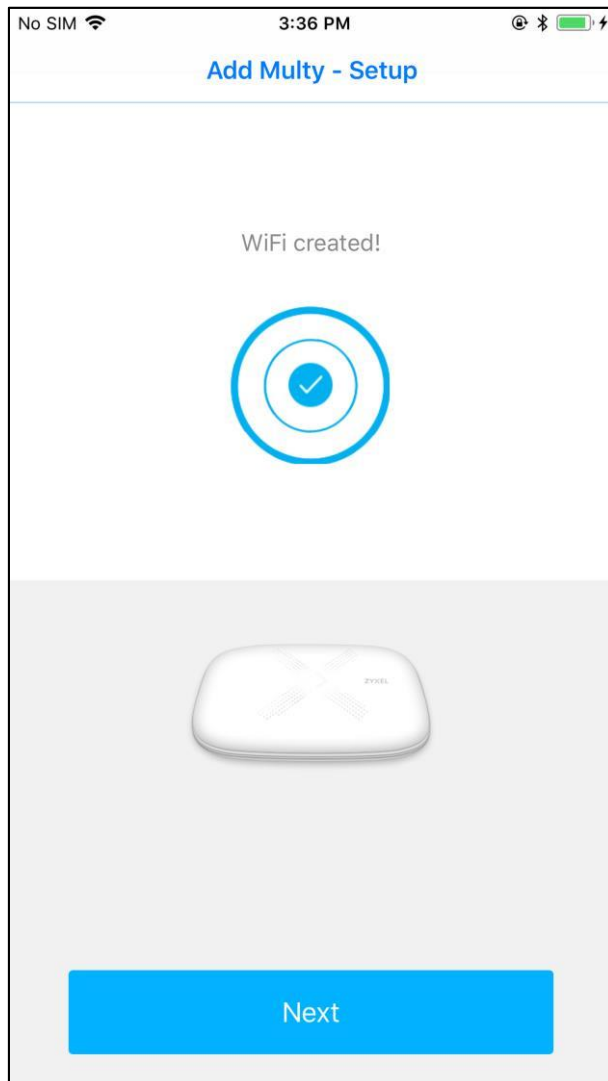 No SIM 3:36 PM
Add Multy - Setup
WiFi created!
ZYXEL
Next